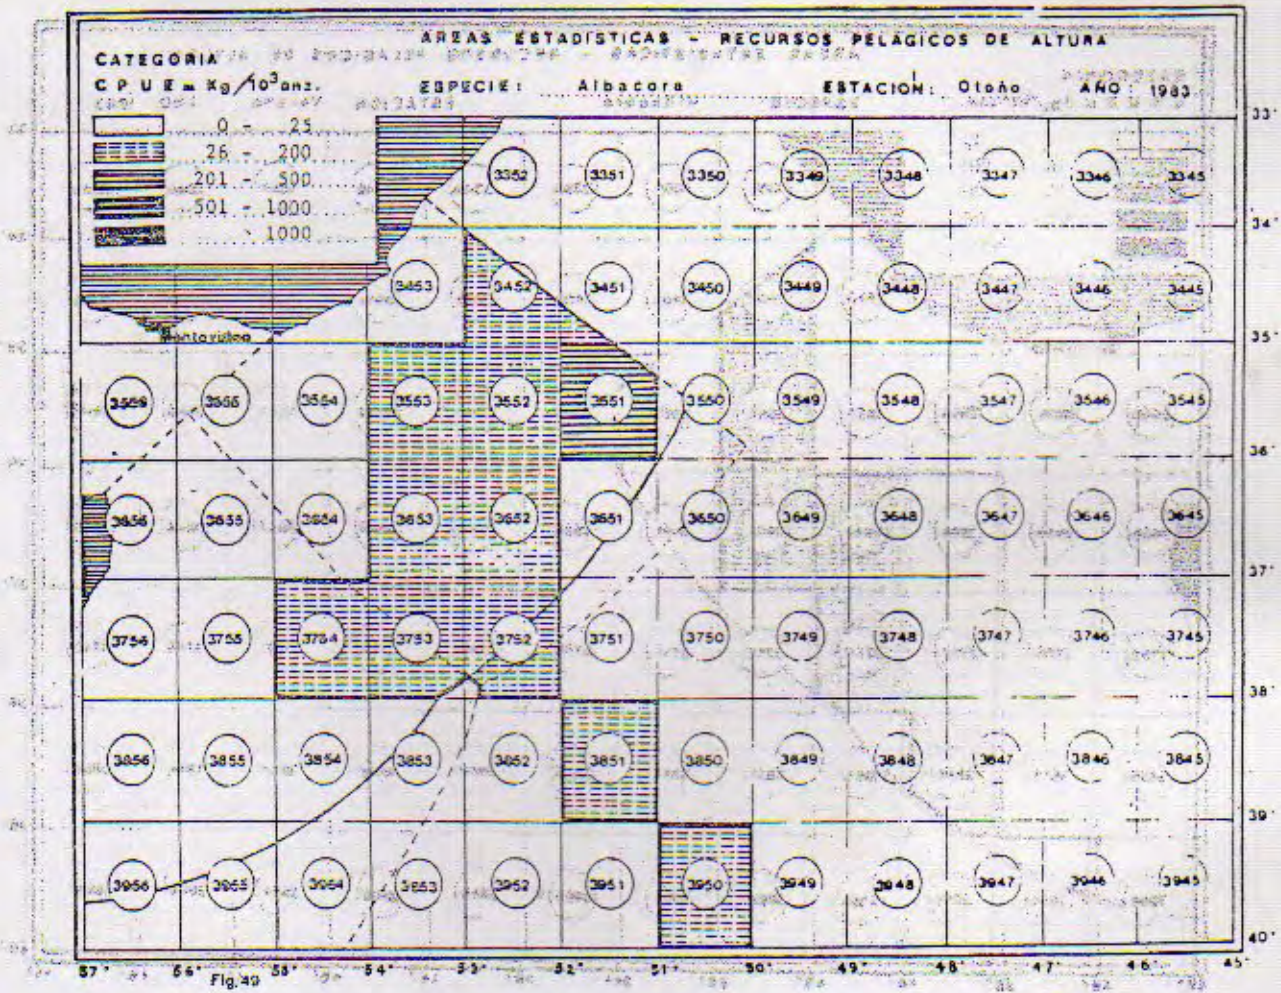 AREAS ESTADISTICAS - RECURSOS PELAGICOS DE ALTURA
CATEGORIA
C P U E = Kg/10³anz.
ESPECIE: Albacora
ESTACION: Otoño
AÑO: 1983
0 - 25
26 - 200
201 - 500
501 - 1000
1000
33°
3352 3351 3350 3349 3348 3347 3346 3345
34°
3453 3452 3451 3450 3449 3448 3447 3446 3445
Montevideo
35°
3555 3554 3553 3552 3551 3550 3549 3548 3547 3546 3545
36°
3656 3655 3654 3653 3652 3651 3650 3649 3648 3647 3646 3645
37°
3756 3755 3754 3753 3752 3751 3750 3749 3748 3747 3746 3745
38°
3856 3855 3854 3853 3852 3851 3850 3849 3848 3847 3846 3845
39°
3956 3955 3954 3953 3952 3951 3950 3949 3948 3947 3946 3945
40°
57° 56° 55° 54° 53° 52° 51° 50° 49° 48° 47° 46° 45°
Fig. 49